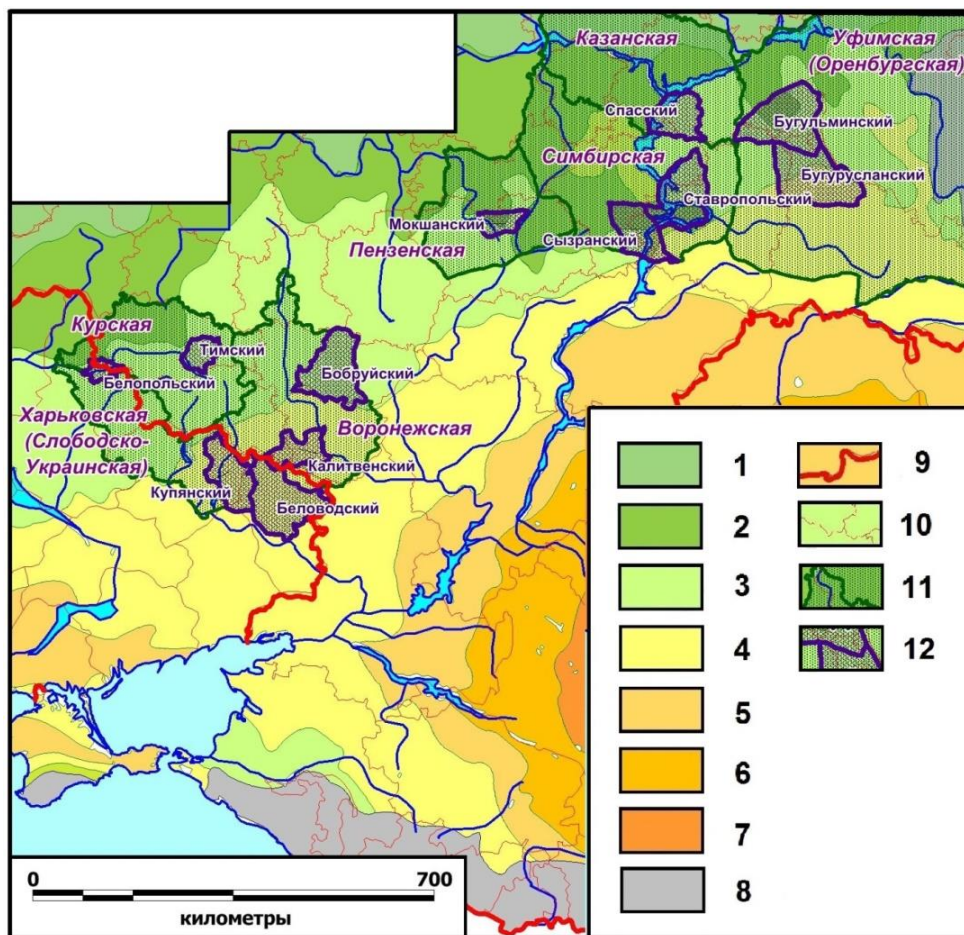 Казанская
Уфимская
(Оренбургская)
Спасский
Бугульминский
Симбирская
Бугурусланский
Ставропольский
Мокшанский
Сызранский
Пензенская
Курская
Тимский
Бобруйский
Белопольский
Харьковская
(Слободско-
Украинская)
Воронежская
Калитвенский
Купянский
Беловодский
1
2
3
4
5
6
7
8
9
10
11
12
0
700
километры